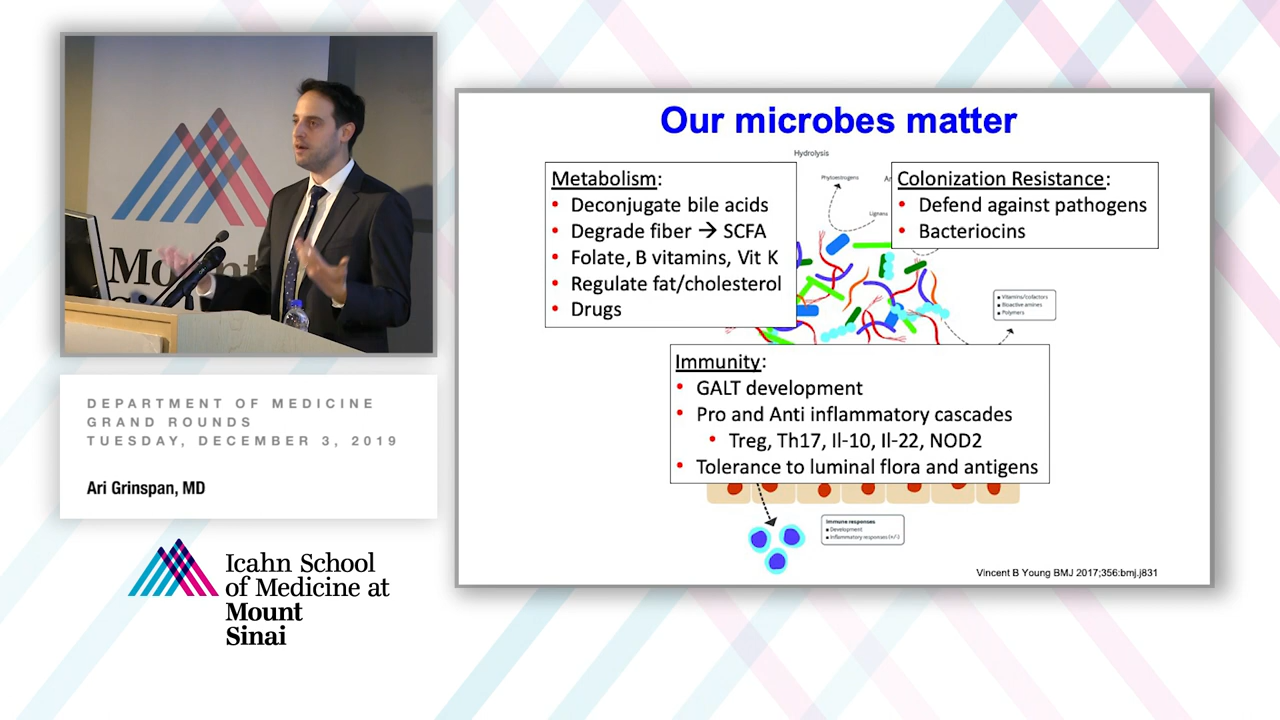 Mount
DEPARTMENT OF MEDICINE
GRAND ROUNDS
TUESDAY, DECEMBER 3, 2019
Ari Grinspan, MD
Icahn School
of Medicine at
Mount
Sinai
Our microbes matter
Hydrolysis
Phytoestrogens
Lignans
Metabolism:
• Deconjugate bile acids
• Degrade fiber → SCFA
• Folate, B vitamins, Vit K
• Regulate fat/cholesterol
• Drugs
Colonization Resistance:
• Defend against pathogens
• Bacteriocins
• Vitamins/cofactors
• Bioactive amines
• Polymers
Immunity:
• GALT development
• Pro and Anti inflammatory cascades
• Treg, Th17, Il-10, Il-22, NOD2
• Tolerance to luminal flora and antigens
Immune responses
• Development
• Inflammatory responses (+/-)
Vincent B Young BMJ 2017;356:bmj.j831